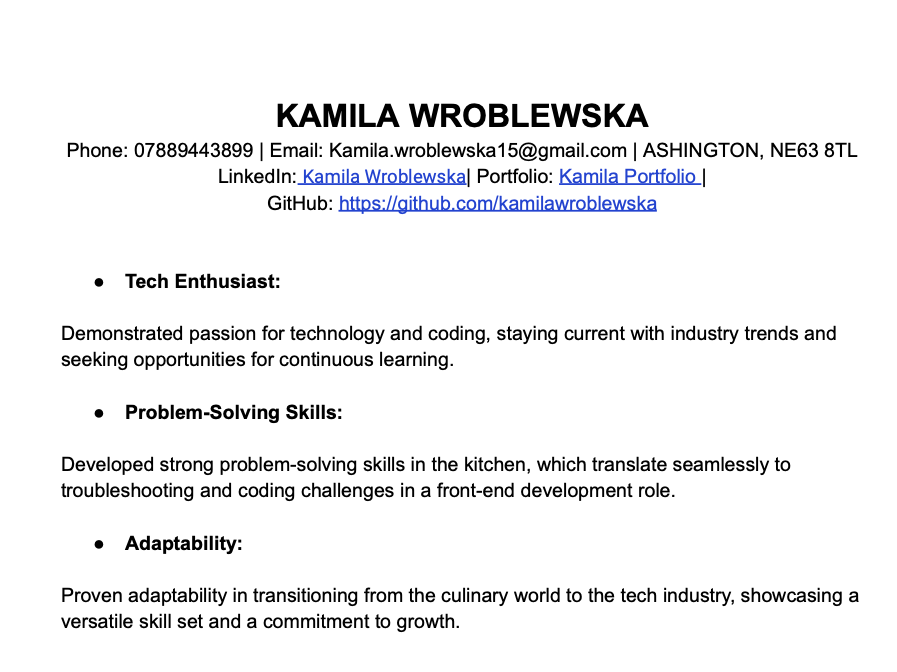 KAMILA WROBLEWSKA
Phone: 07889443899 | Email: Kamila.wroblewska15@gmail.com | ASHINGTON, NE63 8TL
LinkedIn: Kamila Wroblewska| Portfolio: Kamila Portfolio |
GitHub: https://github.com/kamilawroblewska
● Tech Enthusiast:
Demonstrated passion for technology and coding, staying current with industry trends and
seeking opportunities for continuous learning.
● Problem-Solving Skills:
Developed strong problem-solving skills in the kitchen, which translate seamlessly to
troubleshooting and coding challenges in a front-end development role.
● Adaptability:
Proven adaptability in transitioning from the culinary world to the tech industry, showcasing a
versatile skill set and a commitment to growth.